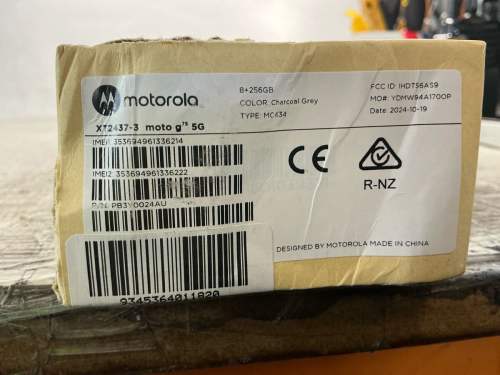 motorola
8+256GB
COLOR: Charcoal Grey
TYPE: MC434
FCC ID: IHDT56AS9
MO#: YDMW94A1700P
Date: 2024-10-19
XT2437-3 moto g75 5G
IMEI1 353694961336214
IMEI2 353694961336222
P/N: PB3Y0024AU
CE
R-NZ
DESIGNED BY MOTOROLA MADE IN CHINA
9345364011820